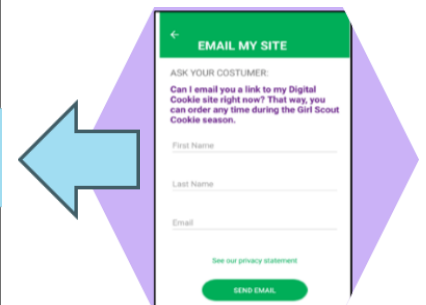 EMAIL MY SITE
ASK YOUR COSTUMER:
Can I email you a link to my Digital
Cookie site right now? That way, you
can order any time during the Girl Scout
Cookie season.
First Name
Last Name
Email
See our privacy statement
SEND EMAIL